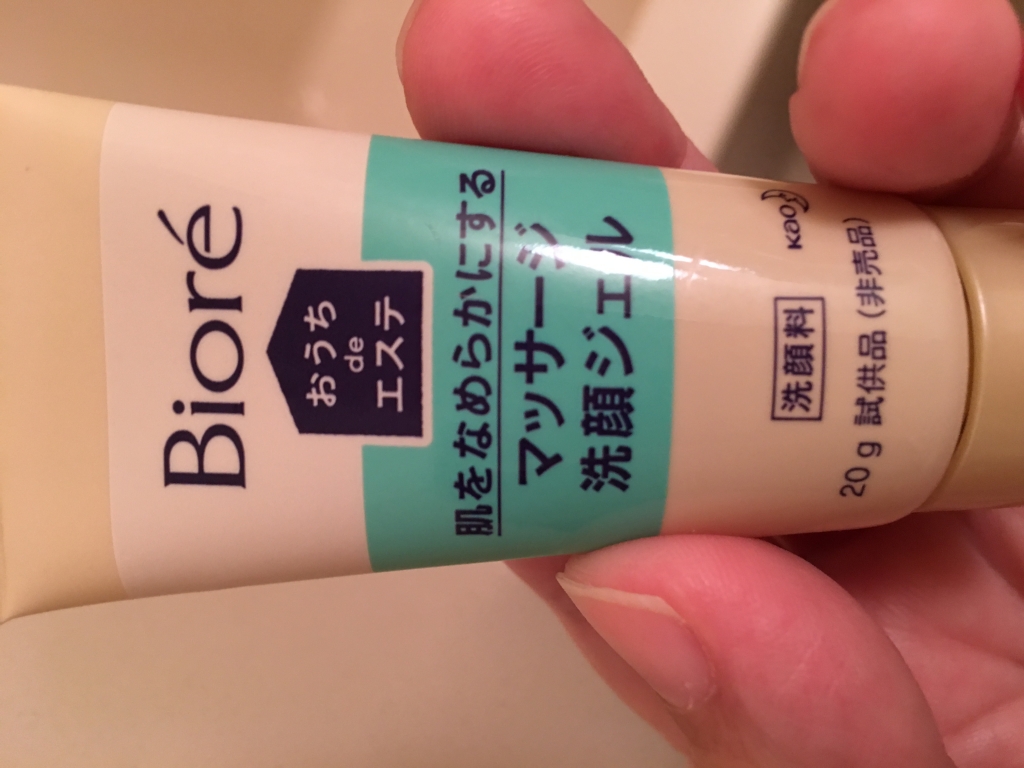 Bioré
おうち
de
エステ
肌をなめらかにする
マッサージ
洗顔ジェル
Kao
洗顔料
20g 試供品(非売品)